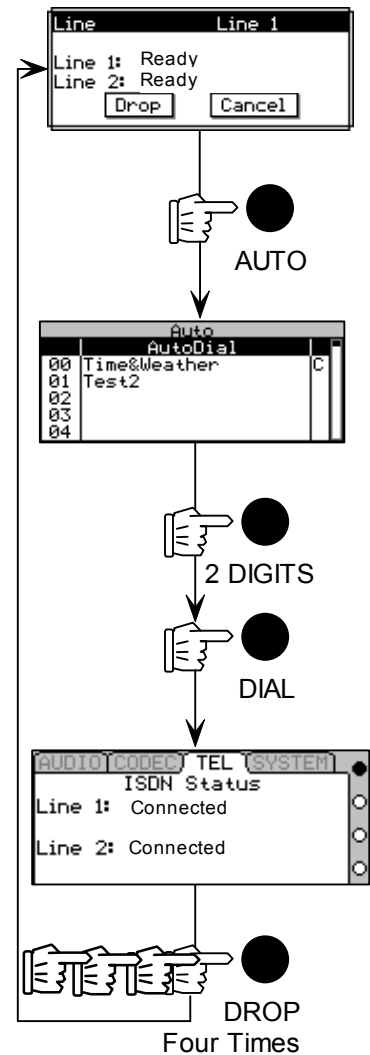 Line Line 1
Line 1: Ready
Line 2: Ready
Drop Cancel
AUTO
Auto
AutoDial
00 Time&Weather C
01 Test2
02
03
04
2 DIGITS
DIAL
AUDIO CODEC TEL SYSTEM
ISDN Status
Line 1: Connected
Line 2: Connected
DROP
Four Times